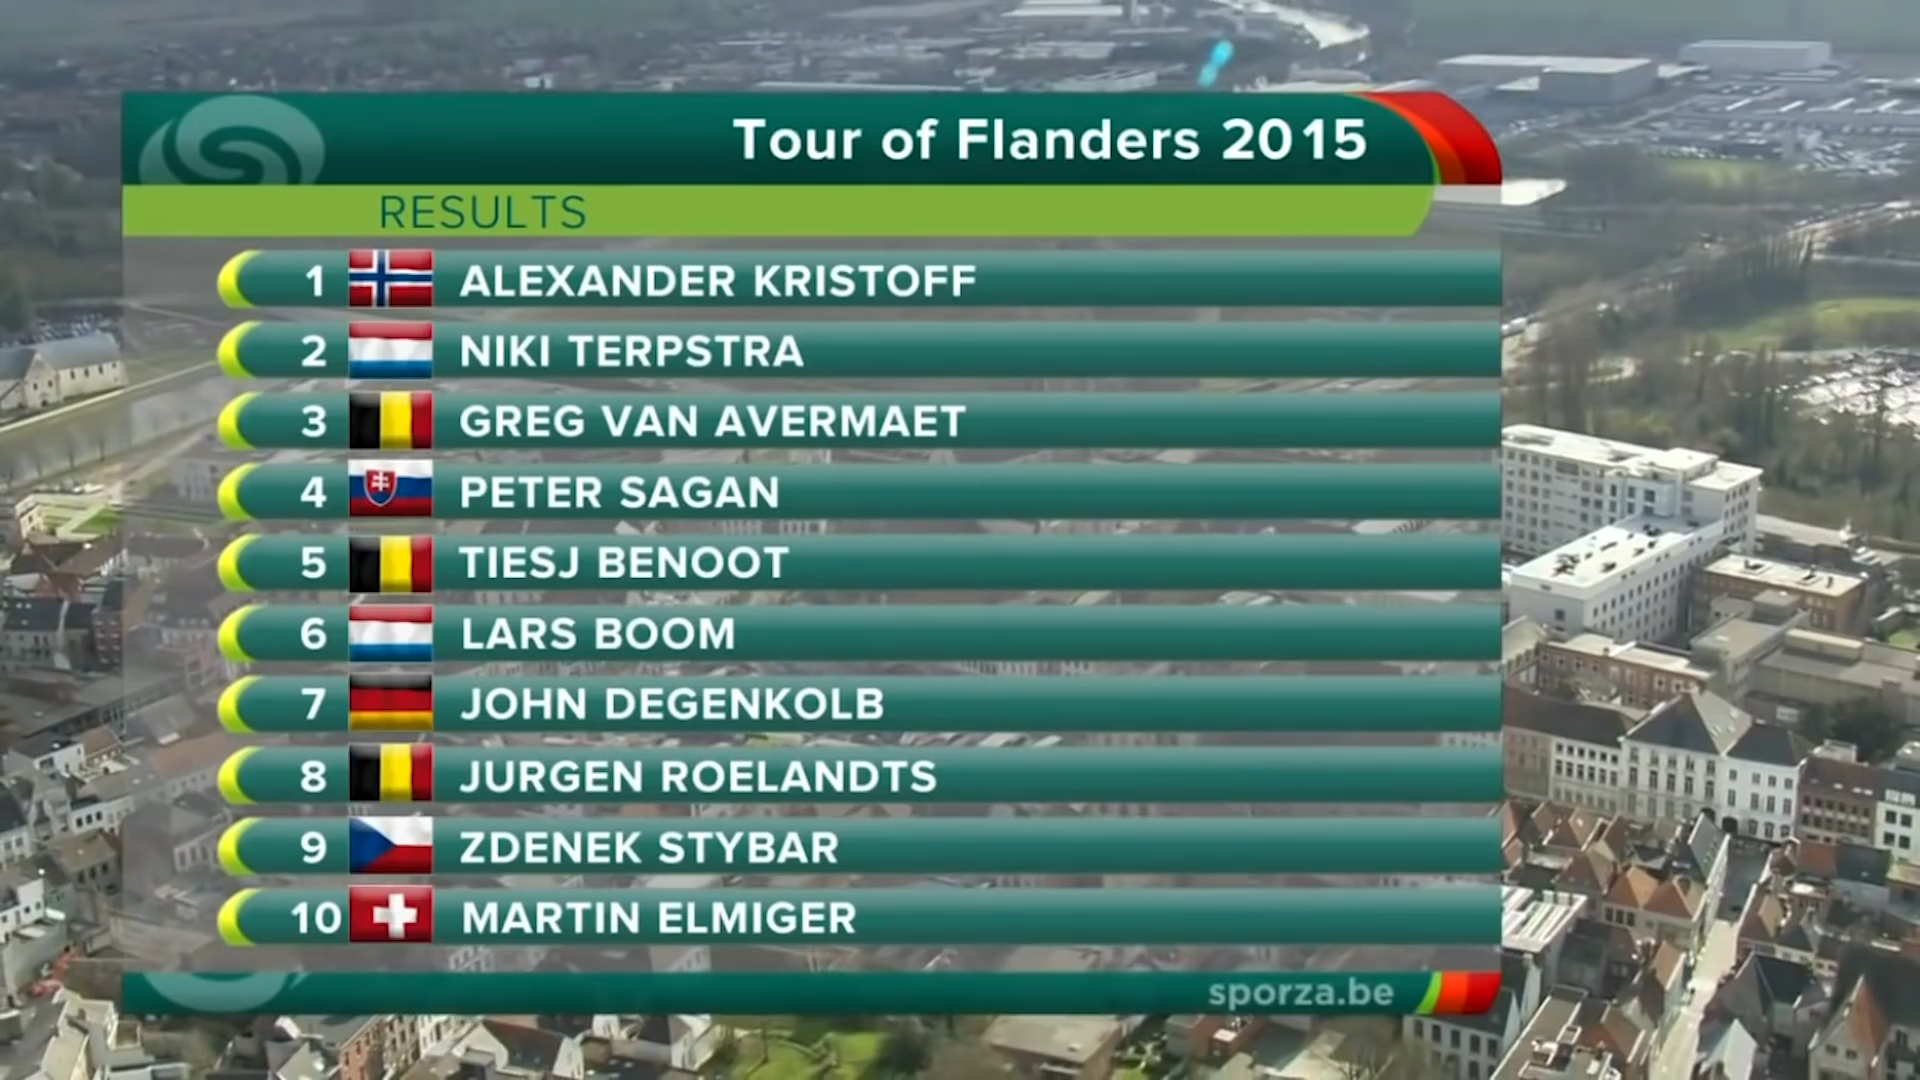 Tour of Flanders 2015
RESULTS
1 ALEXANDER KRISTOFF
2 NIKI TERPSTRA
3 GREG VAN AVERMAET
4 PETER SAGAN
5 TIESJ BENOOT
6 LARS BOOM
7 JOHN DEGENKOLB
8 JURGEN ROELANDTS
9 ZDENEK STYBAR
10 MARTIN ELMIGER
sporza.be